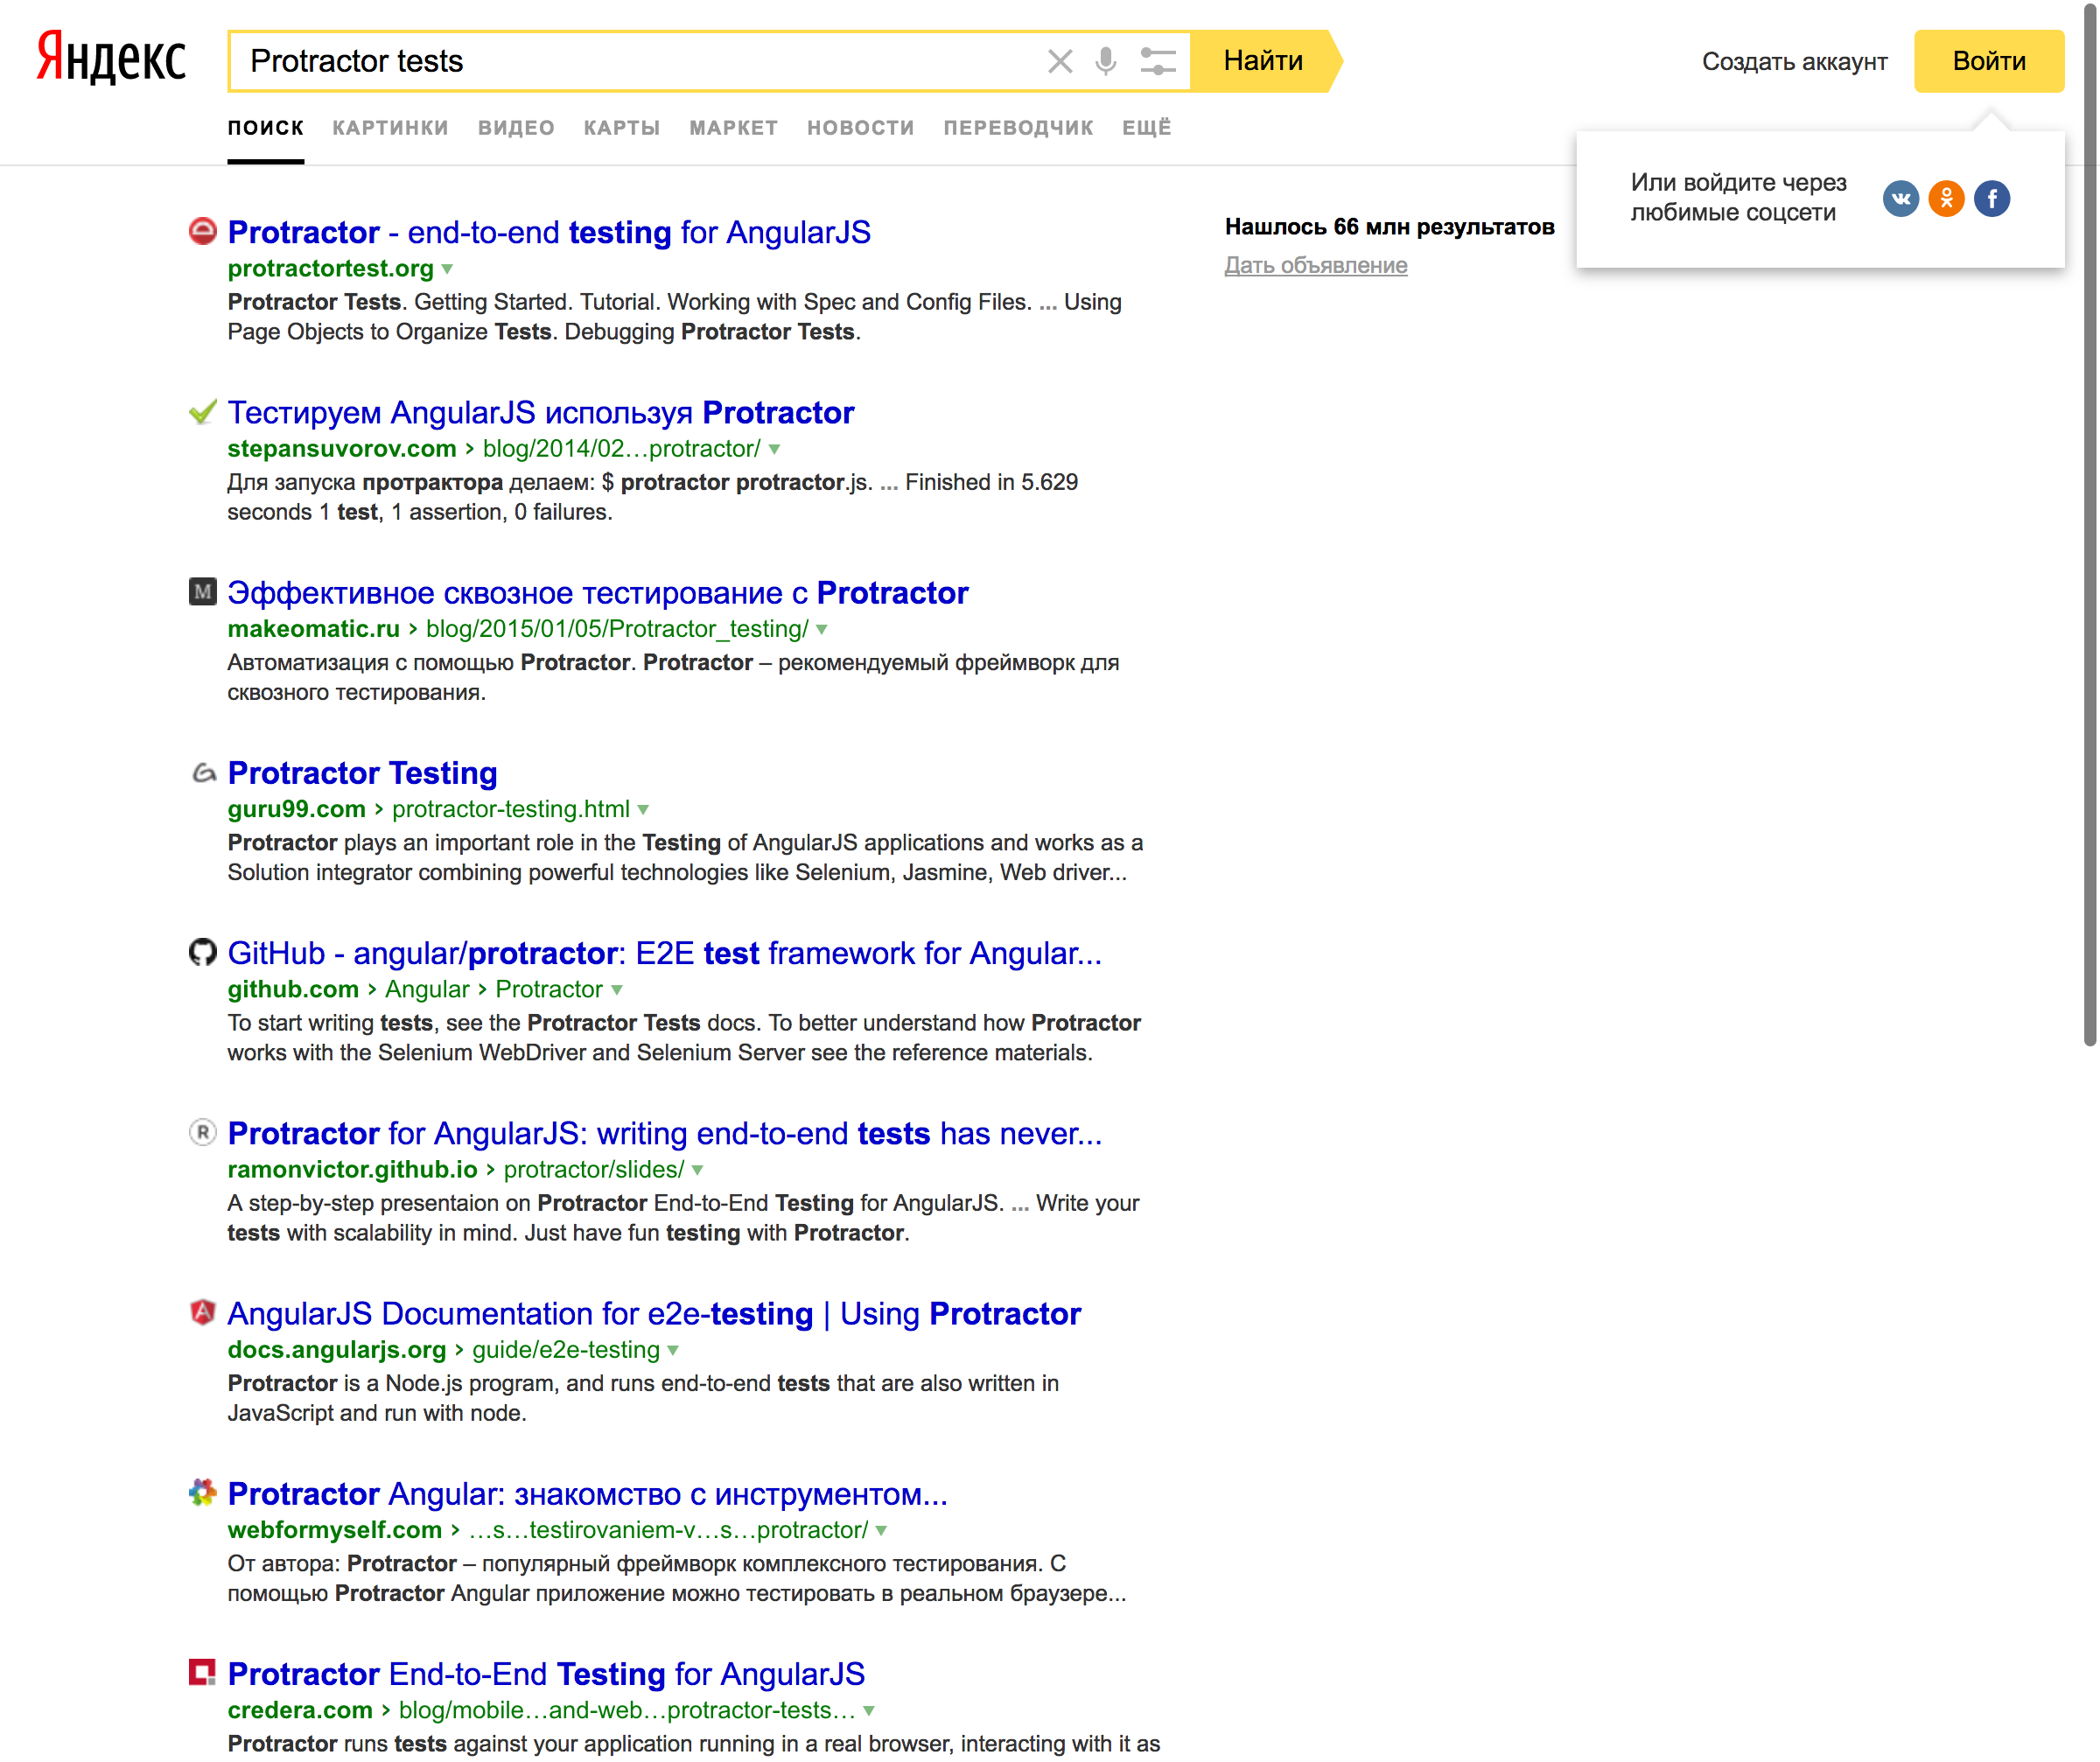 Яндекс
Protractor tests
Найти
Создать аккаунт
Войти
ПОИСК КАРТИНКИ ВИДЕО КАРТЫ МАРКЕТ НОВОСТИ ПЕРЕВОДЧИК ЕЩЁ
Или войдите через
любимые соцсети
Нашлось 66 млн результатов
Дать объявление
Protractor - end-to-end testing for AngularJS
protractortest.org
Protractor Tests. Getting Started. Tutorial. Working with Spec and Config Files. ... Using
Page Objects to Organize Tests. Debugging Protractor Tests.
Тестируем AngularJS используя Protractor
stepansuvorov.com › blog/2014/02…protractor/
Для запуска протрактора делаем: $ protractor protractor.js. ... Finished in 5.629
seconds 1 test, 1 assertion, 0 failures.
M
Эффективное сквозное тестирование с Protractor
makeomatic.ru › blog/2015/01/05/Protractor_testing/
Автоматизация с помощью Protractor. Protractor – рекомендуемый фреймворк для
сквозного тестирования.
Protractor Testing
guru99.com › protractor-testing.html
Protractor plays an important role in the Testing of AngularJS applications and works as a
Solution integrator combining powerful technologies like Selenium, Jasmine, Web driver...
GitHub - angular/protractor: E2E test framework for Angular...
github.com › Angular › Protractor
To start writing tests, see the Protractor Tests docs. To better understand how Protractor
works with the Selenium WebDriver and Selenium Server see the reference materials.
R
Protractor for AngularJS: writing end-to-end tests has never...
ramonvictor.github.io › protractor/slides/
A step-by-step presentaion on Protractor End-to-End Testing for AngularJS. ... Write your
tests with scalability in mind. Just have fun testing with Protractor.
AngularJS Documentation for e2e-testing | Using Protractor
docs.angularjs.org › guide/e2e-testing
Protractor is a Node.js program, and runs end-to-end tests that are also written in
JavaScript and run with node.
Protractor Angular: знакомство с инструментом...
webformyself.com › …s…testirovaniem-v…s…protractor/
От автора: Protractor – популярный фреймворк комплексного тестирования. С
помощью Protractor Angular приложение можно тестировать в реальном браузере...
Protractor End-to-End Testing for AngularJS
credera.com › blog/mobile…and-web…protractor-tests…
Protractor runs tests against your application running in a real browser, interacting with it as